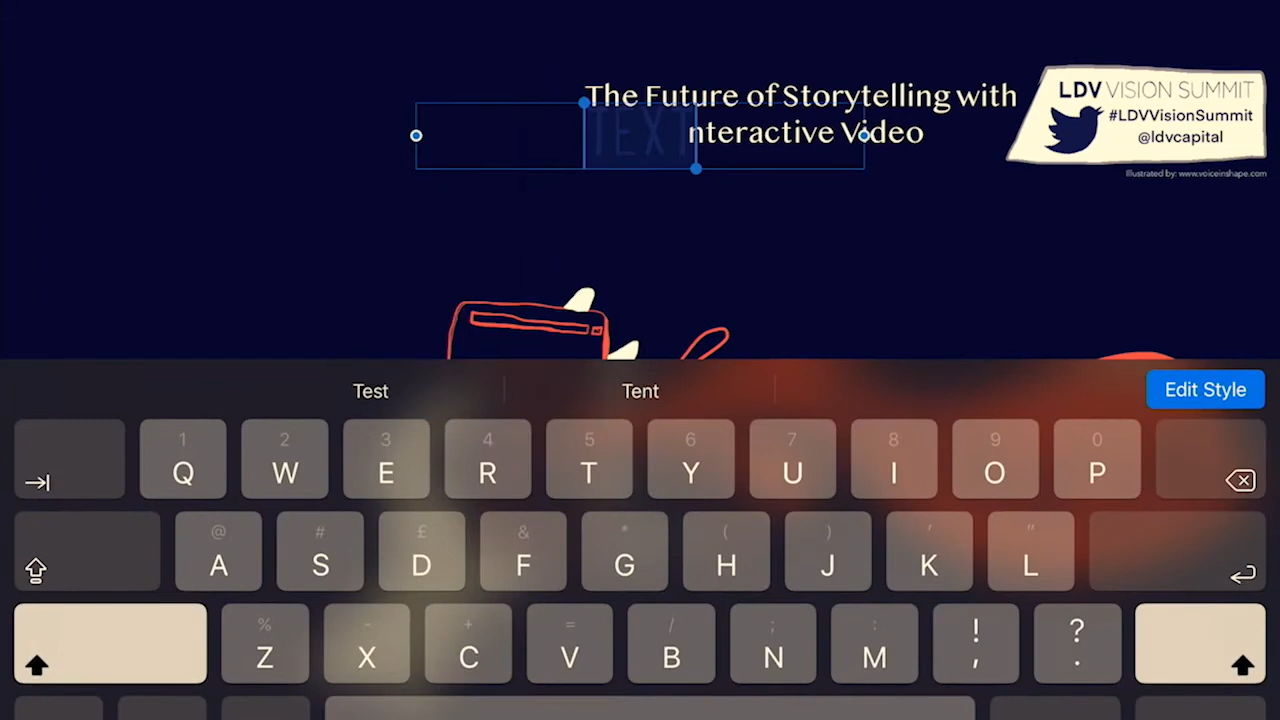 The Future of Storytelling with
nteractive Video
TEXT
LDV VISION SUMMIT
#LDVVisionSummit
@ldvcapital
Illustrated by: www.voiceinshape.com
Test
Tent
Edit Style
1 2 3 4 5 6 7 8 9 0
Q W E R T Y U I O P
@ # £ & * ( ) ' "
A S D F G H J K L
% - + = / ; : ! ?
Z X C V B N M , .